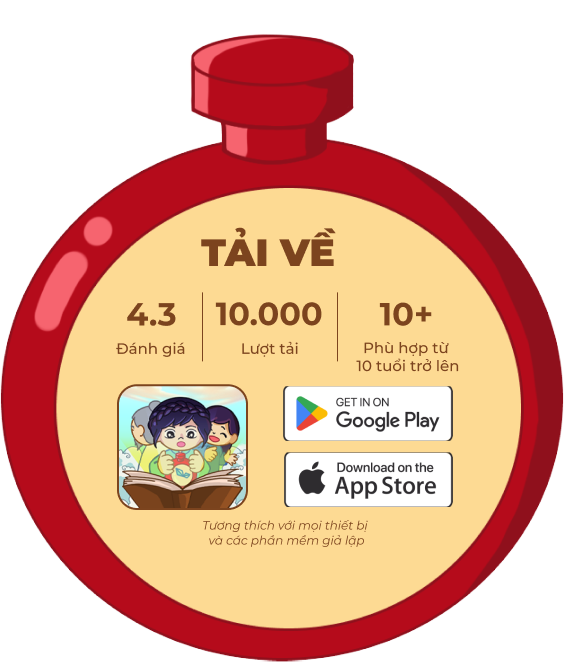 TẢI VỀ
4.3
Đánh giá
10.000
Lượt tải
10+
Phù hợp từ
10 tuổi trở lên
GET IN ON
Google Play
Download on the
App Store
Tương thích với mọi thiết bị
và các phần mềm giả lập